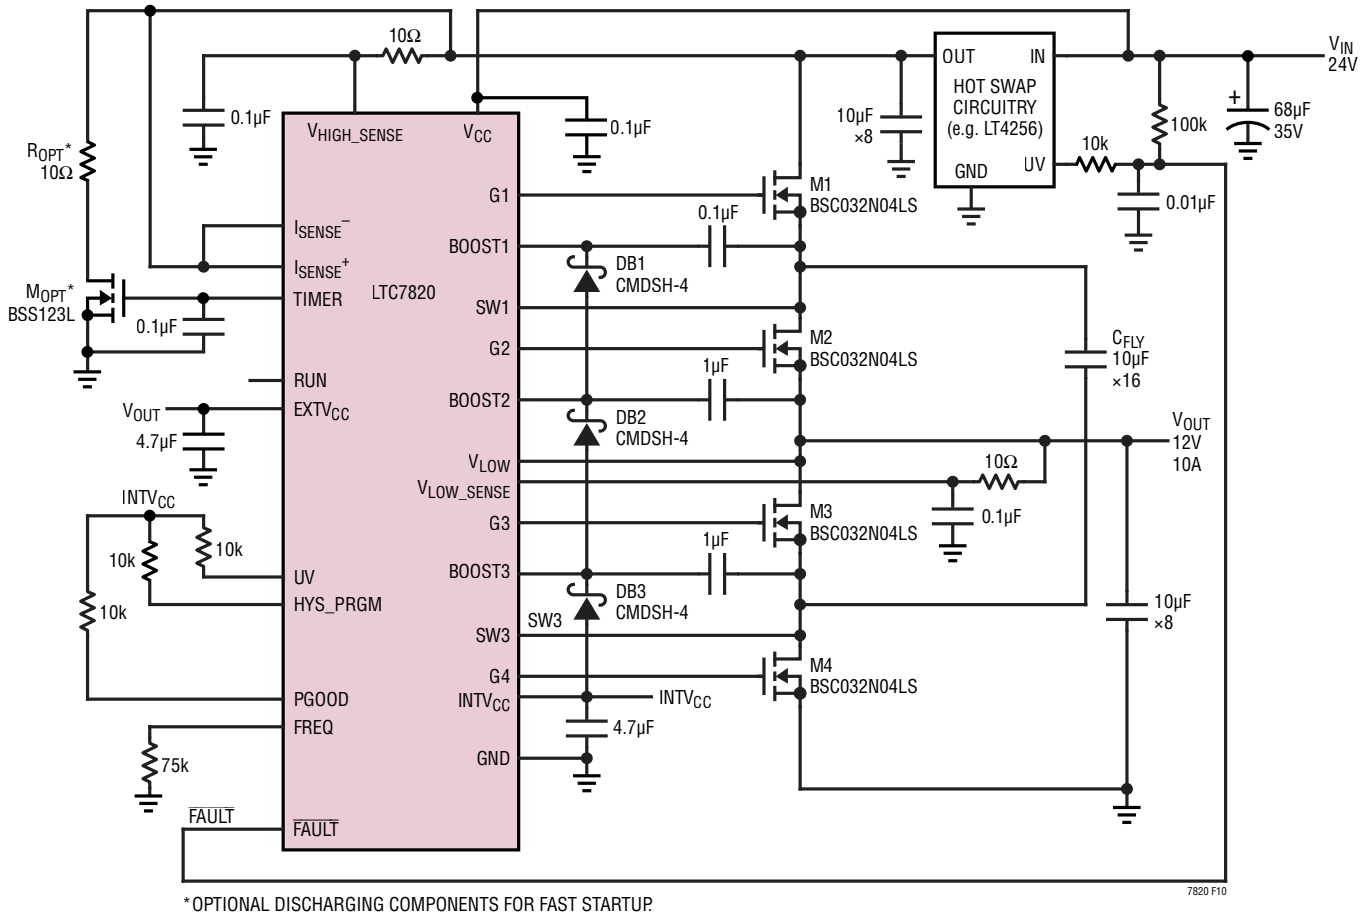 10Ω
V_IN
24V
OUT
IN
HOT SWAP
CIRCUITRY
(e.g. LT4256)
GND
UV
10µF
×8
100k
68µF
35V
+
10k
0.01µF
0.1µF
0.1µF
V_HIGH_SENSE
V_CC
R_OPT*
10Ω
G1
M1
BSC032N04LS
0.1µF
I_SENSE⁻
I_SENSE⁺
BOOST1
DB1
CMDSH-4
M_OPT*
BSS123L
TIMER
LTC7820
0.1µF
SW1
G2
M2
BSC032N04LS
C_FLY
10µF
×16
1µF
RUN
BOOST2
V_OUT
EXTV_CC
4.7µF
DB2
CMDSH-4
V_OUT
12V
10A
V_LOW
V_LOW_SENSE
10Ω
0.1µF
INTV_CC
G3
M3
BSC032N04LS
1µF
10k
10k
10k
UV
HYS_PRGM
BOOST3
DB3
CMDSH-4
SW3
SW3
10µF
×8
G4
M4
BSC032N04LS
PGOOD
INTV_CC
INTV_CC
FREQ
4.7µF
75k
GND
FAULT
FAULT
7820 F10
*OPTIONAL DISCHARGING COMPONENTS FOR FAST STARTUP.